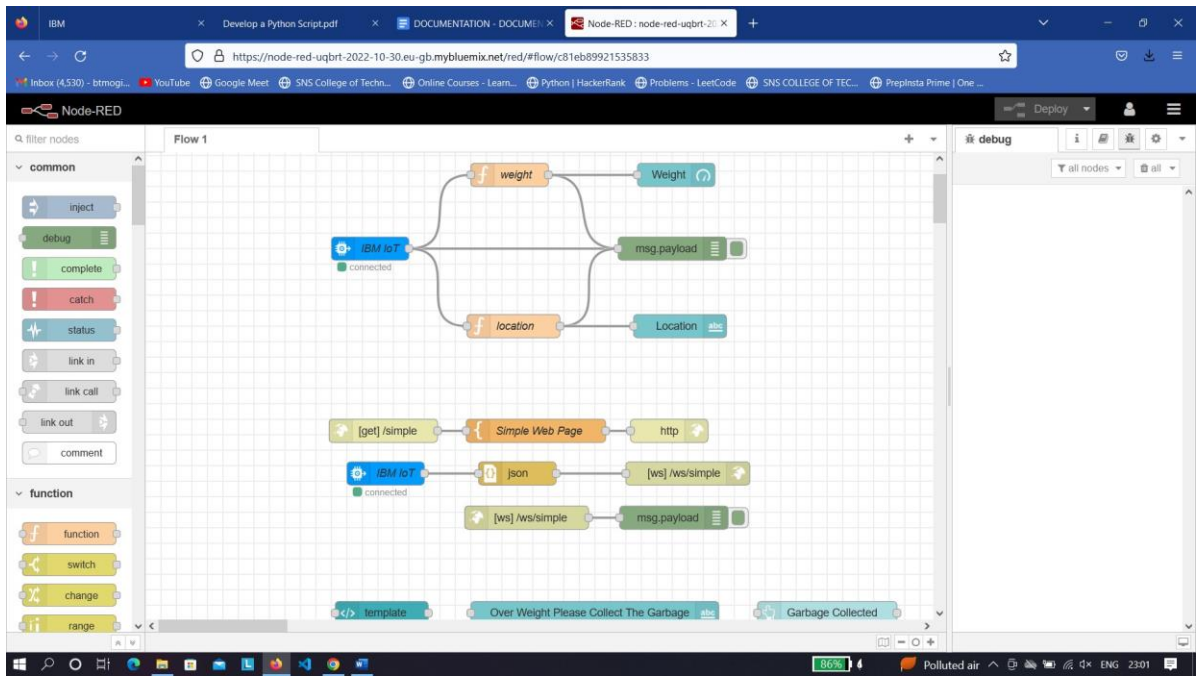 IBM
Develop a Python Script.pdf
DOCUMENTATION - DOCUMEN
Node-RED : node-red-uqbrt-20
https://node-red-uqbrt-2022-10-30.eu-gb.mybluemix.net/red/#flow/c81eb89921535833
Inbox (4,530) - btmogi...
YouTube
Google Meet
SNS College of Techn...
Online Courses - Learn...
Python | HackerRank
Problems - LeetCode
SNS COLLEGE OF TEC...
PrepInsta Prime | One ...
Node-RED
Deploy
filter nodes
Flow 1
debug
i
all nodes
all
common
inject
debug
complete
catch
status
link in
link call
link out
comment
function
function
switch
change
range
weight
Weight
IBM IoT
connected
msg.payload
location
Location
abc
[get] /simple
Simple Web Page
http
IBM IoT
connected
json
[ws] /ws/simple
[ws] /ws/simple
msg.payload
template
Over Weight Please Collect The Garbage
abc
Garbage Collected
86%
Polluted air
ENG
23:01